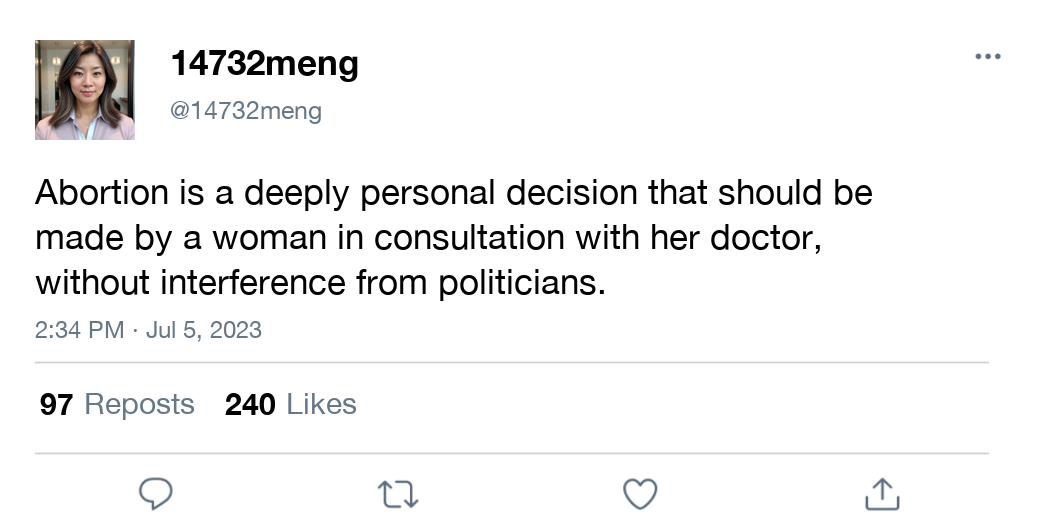 14732meng
@14732meng
Abortion is a deeply personal decision that should be
made by a woman in consultation with her doctor,
without interference from politicians.
2:34 PM · Jul 5, 2023
97 Reposts 240 Likes